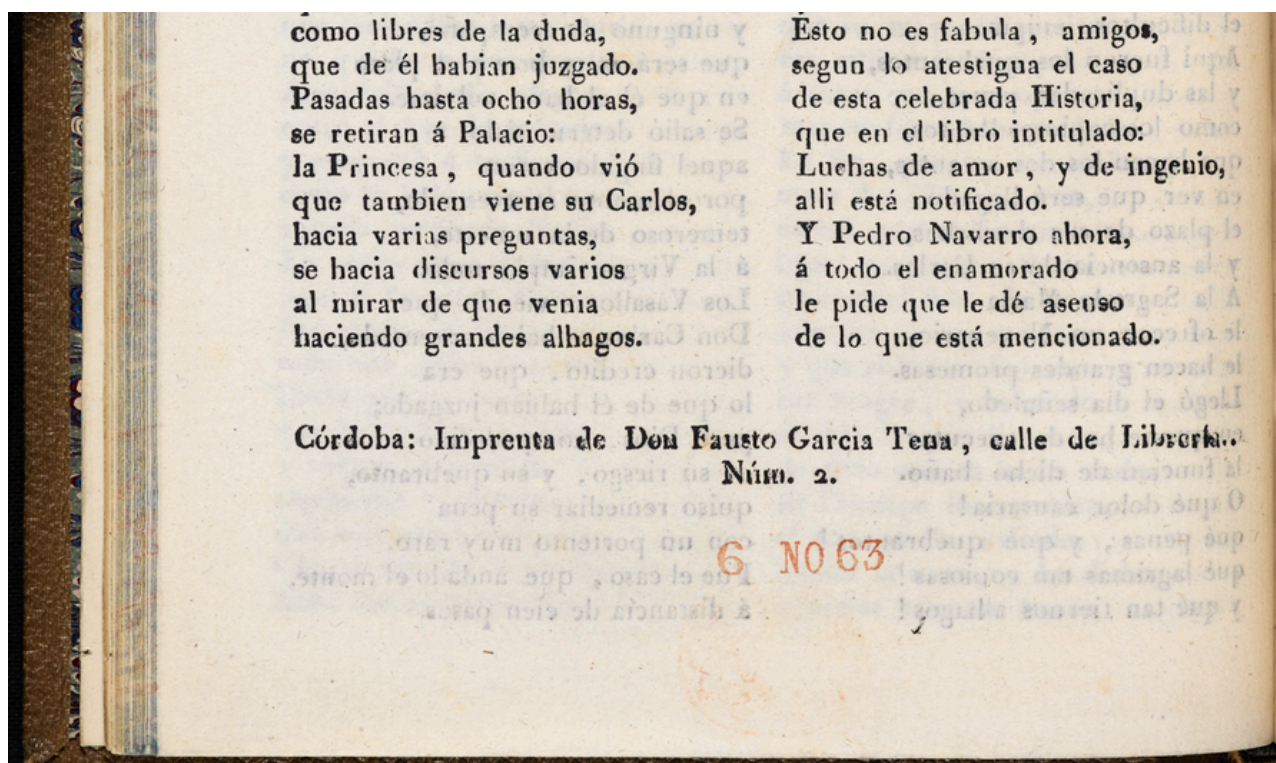 como libres de la duda,
que de él habian juzgado.
Pasadas hasta ocho horas,
se retiran á Palacio:
la Princesa, quando vió
que tambien viene su Carlos,
hacia varias preguntas,
se hacia discursos varios
al mirar de que venia
haciendo grandes alhagos.
Esto no es fabula, amigos,
segun lo atestigua el caso
de esta celebrada Historia,
que en el libro intitulado:
Luchas de amor, y de ingenio,
alli está notificado.
Y Pedro Navarro ahora,
á todo el enamorado
le pide que le dé asenso
de lo que está mencionado.
Córdoba: Imprenta de Don Fausto Garcia Tena, calle de Librería..
Núm. 2.
6 NO 63